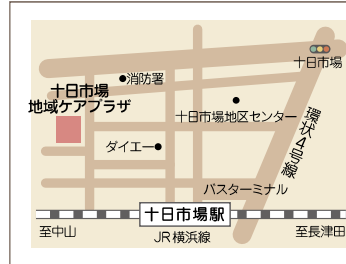 十日市場
消防署
十日市場
地域ケアプラザ
十日市場地区センター
環状4号線
ダイエー
バスターミナル
十日市場駅
至中山
JR横浜線
至長津田